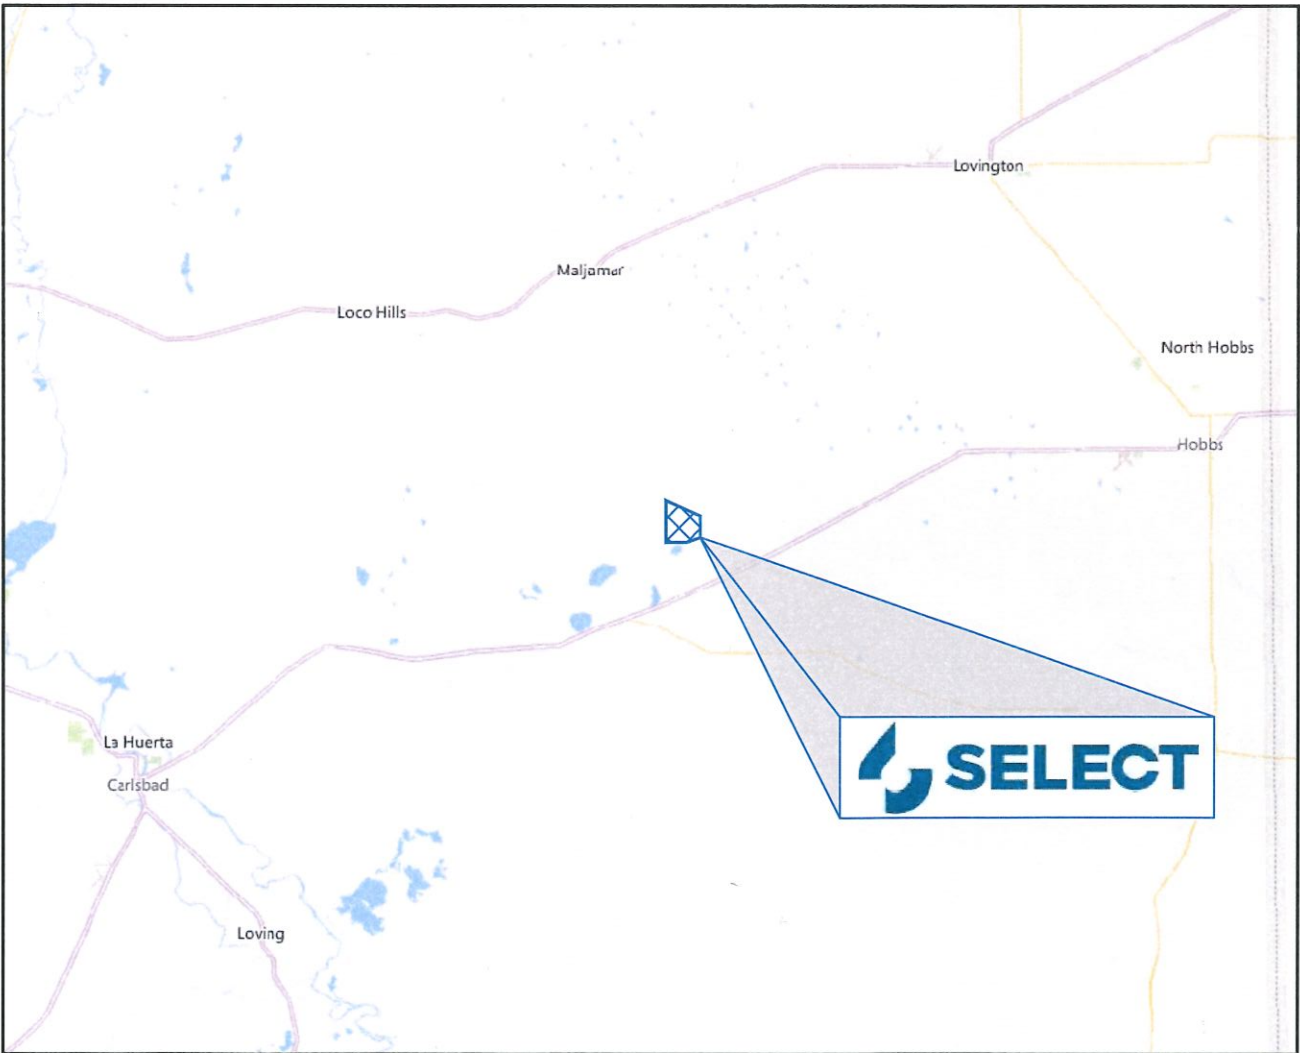 Lovington
Maljamar
Loco Hills
North Hobbs
Hobbs
La Huerta
Carlsbad
SELECT
Loving